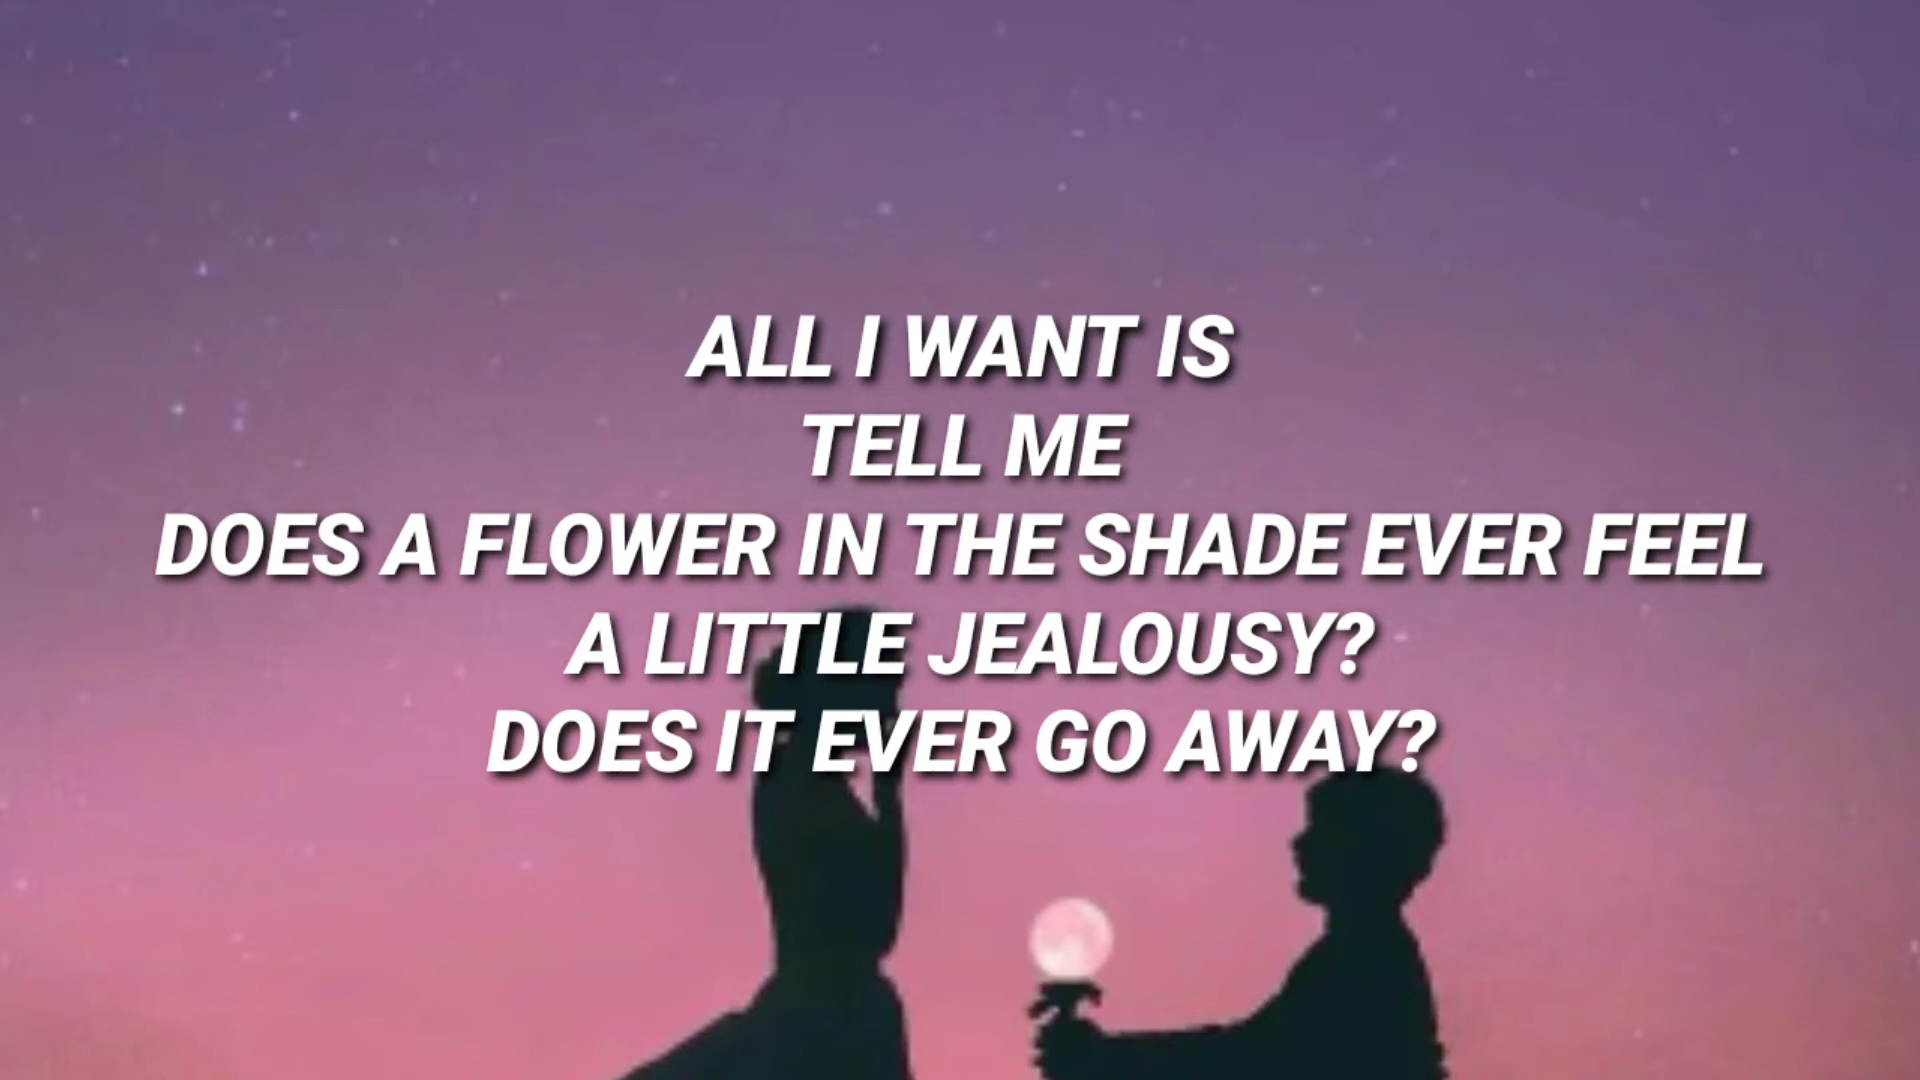 ALL I WANT IS
TELL ME
DOES A FLOWER IN THE SHADE EVER FEEL
A LITTLE JEALOUSY?
DOES IT EVER GO AWAY?